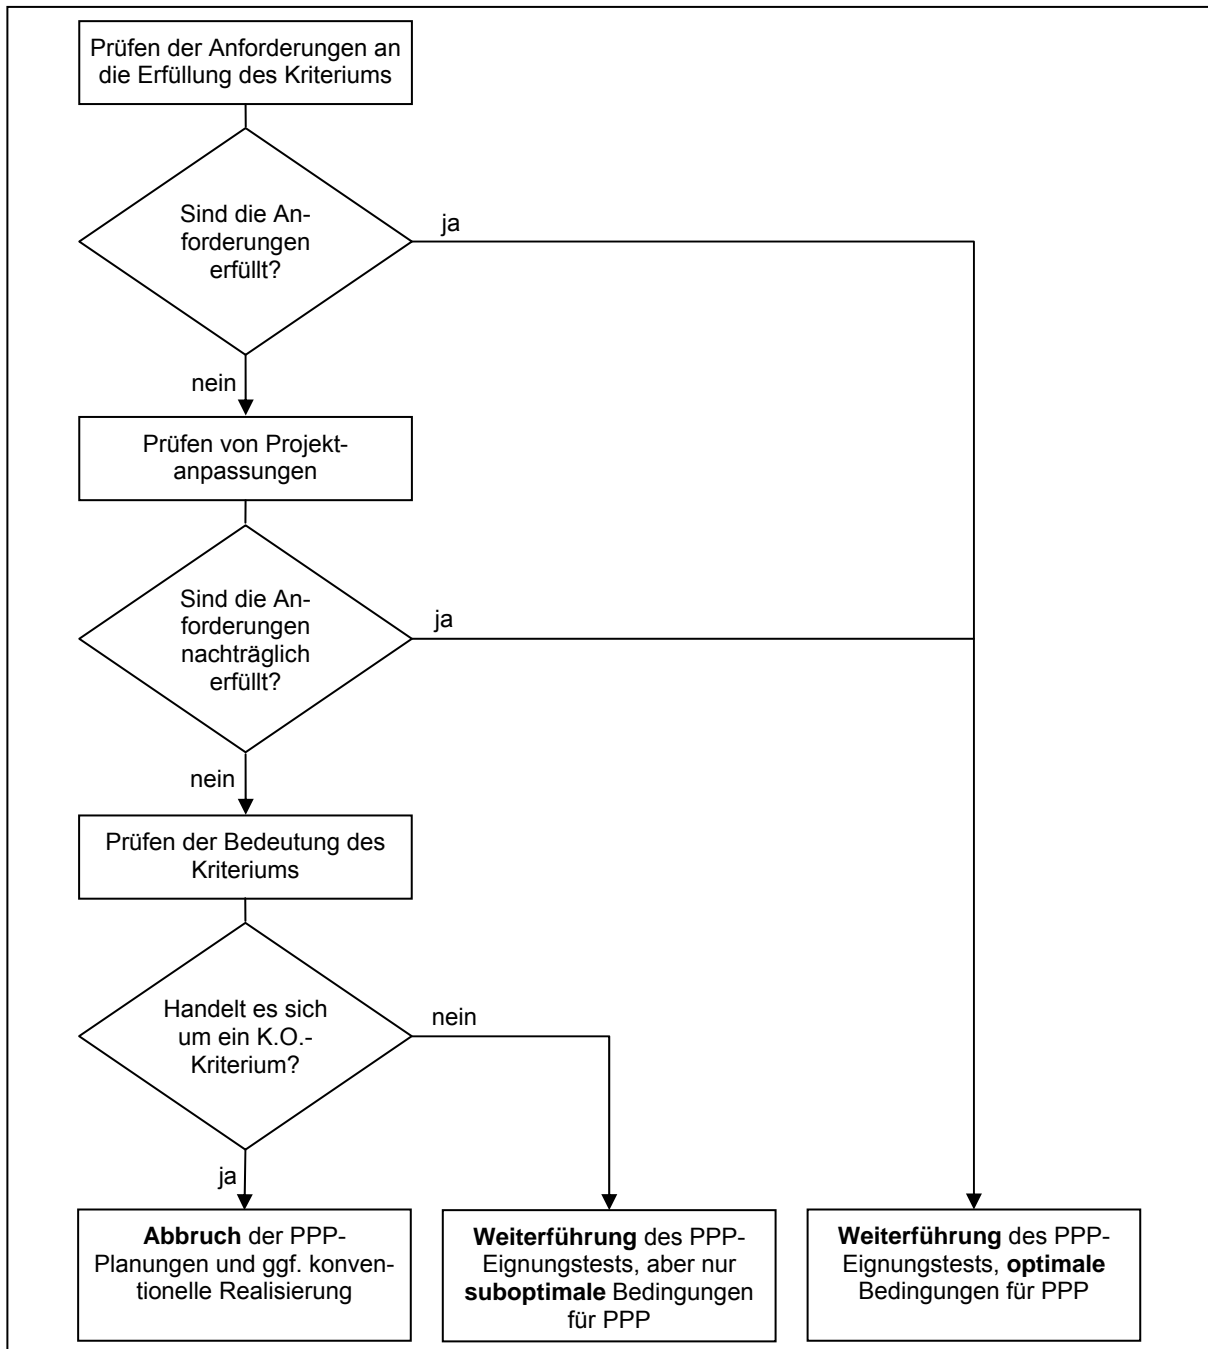 Prüfen der Anforderungen an
die Erfüllung des Kriteriums
Sind die An-
forderungen
erfüllt?
ja
nein
Prüfen von Projekt-
anpassungen
Sind die An-
forderungen
nachträglich
erfüllt?
ja
nein
Prüfen der Bedeutung des
Kriteriums
Handelt es sich
um ein K.O.-
Kriterium?
nein
ja
Abbruch der PPP-
Planungen und ggf. konven-
tionelle Realisierung
Weiterführung des PPP-
Eignungstests, aber nur
suboptimale Bedingungen
für PPP
Weiterführung des PPP-
Eignungstests, optimale
Bedingungen für PPP